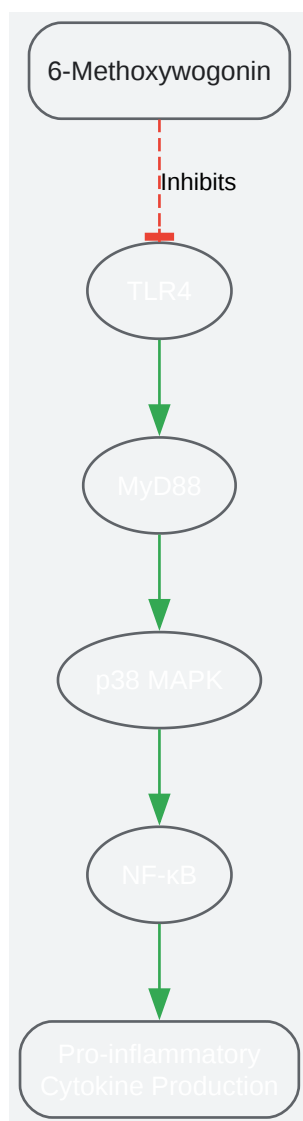 6-Methoxywogonin
Inhibits
TLR4
MyD88
p38 MAPK
NF-κB
Pro-inflammatory
Cytokine Production